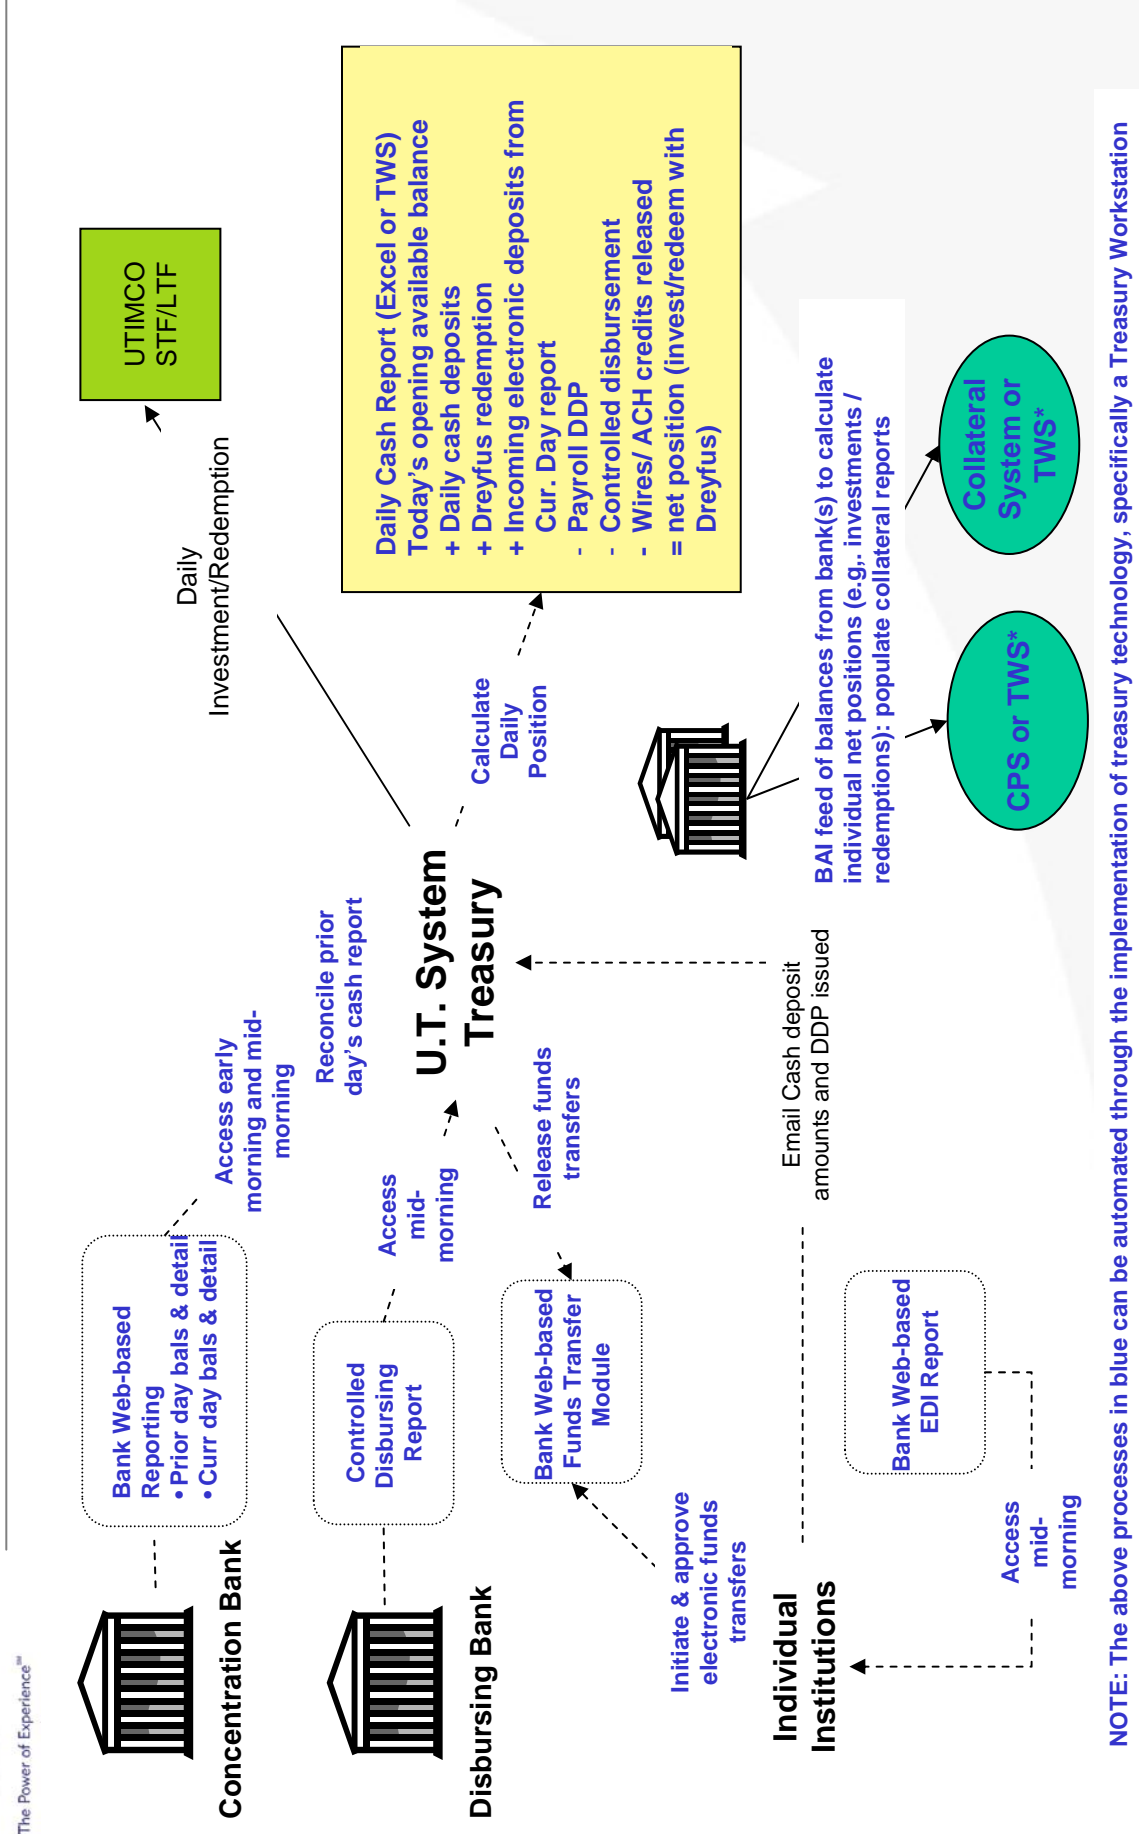 The Power of Experience℠
Concentration Bank
Bank Web-based
Reporting
• Prior day bals & detail
• Curr day bals & detail
Access early
morning and mid-
morning
Daily
Investment/Redemption
UTIMCO
STF/LTF
Disbursing Bank
Controlled
Disbursing
Report
Access
mid-
morning
Reconcile prior
day's cash report
U.T. System
Treasury
Calculate
Daily
Position
Daily Cash Report (Excel or TWS)
Today's opening available balance
+ Daily cash deposits
+ Dreyfus redemption
+ Incoming electronic deposits from
Cur. Day report
- Payroll DDP
- Controlled disbursement
- Wires/ ACH credits released
= net position (invest/redeem with
Dreyfus)
Bank Web-based
Funds Transfer
Module
Release funds
transfers
Initiate & approve
electronic funds
transfers
Individual
Institutions
Email Cash deposit
amounts and DDP issued
BAI feed of balances from bank(s) to calculate
individual net positions (e.g,. investments /
redemptions): populate collateral reports
Bank Web-based
EDI Report
Access
mid-
morning
CPS or TWS*
Collateral
System or
TWS*
NOTE: The above processes in blue can be automated through the implementation of treasury technology, specifically a Treasury Workstation